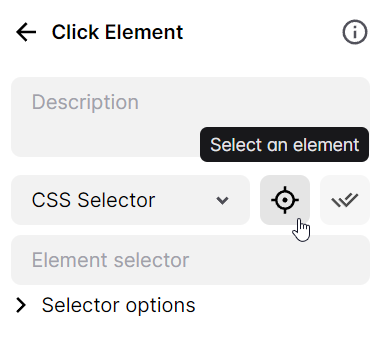 Click Element
Description
Select an element
CSS Selector
Element selector
Selector options